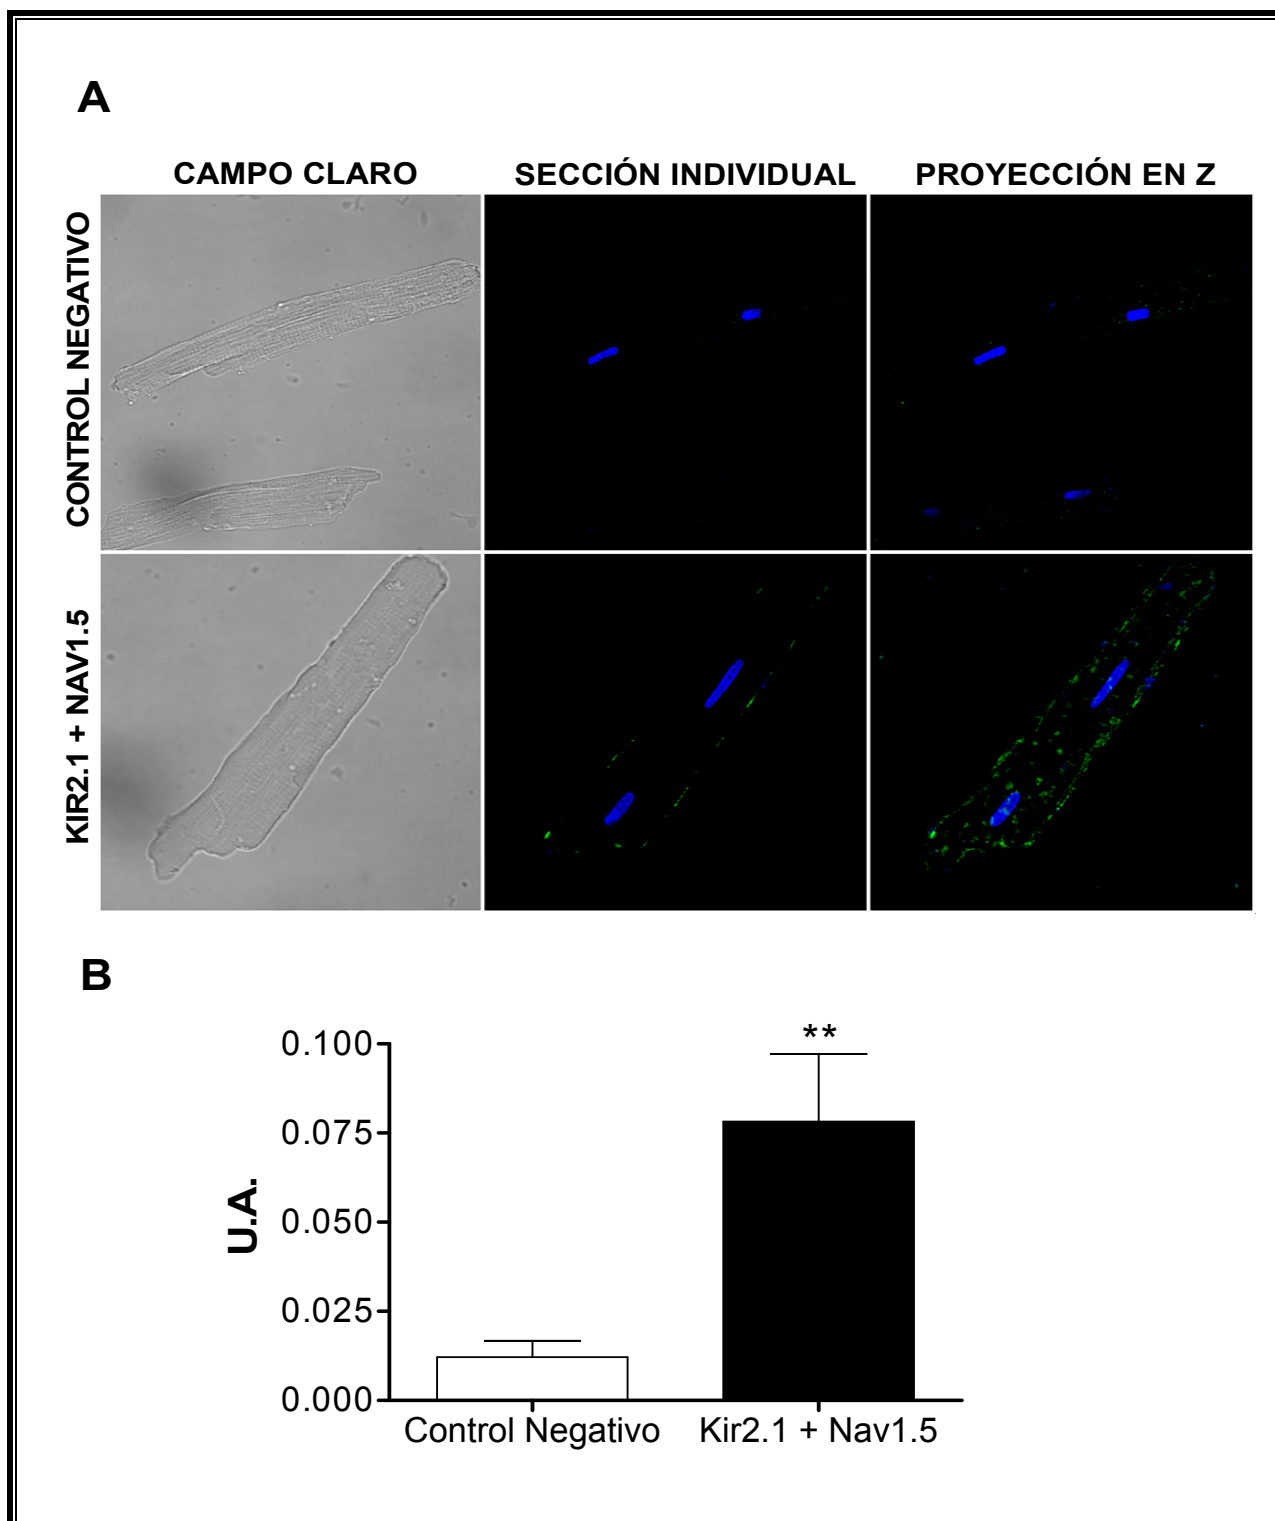 A
CAMPO CLARO
SECCIÓN INDIVIDUAL
PROYECCIÓN EN Z
CONTROL NEGATIVO
KIR2.1 + NAV1.5
B
**
0.100
0.075
0.050
0.025
0.000
U.A.
Control Negativo
Kir2.1 + Nav1.5